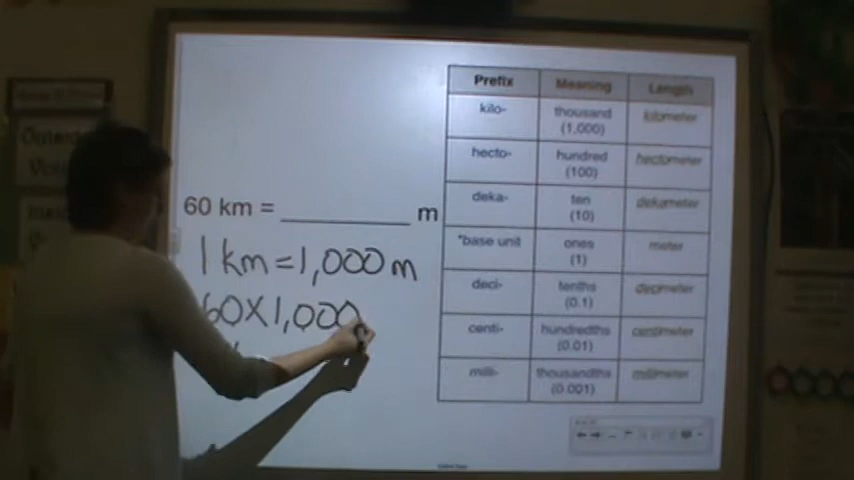 60 km = ____________ m
1 km = 1,000 m
60 X 1,000
Prefix Meaning Length
kilo- thousand (1,000) kilometer
hecto- hundred (100) hectometer
deka- ten (10) dekameter
*base unit ones (1) meter
deci- tenths (0.1) decimeter
centi- hundredths (0.01) centimeter
milli- thousandths (0.001) millimeter